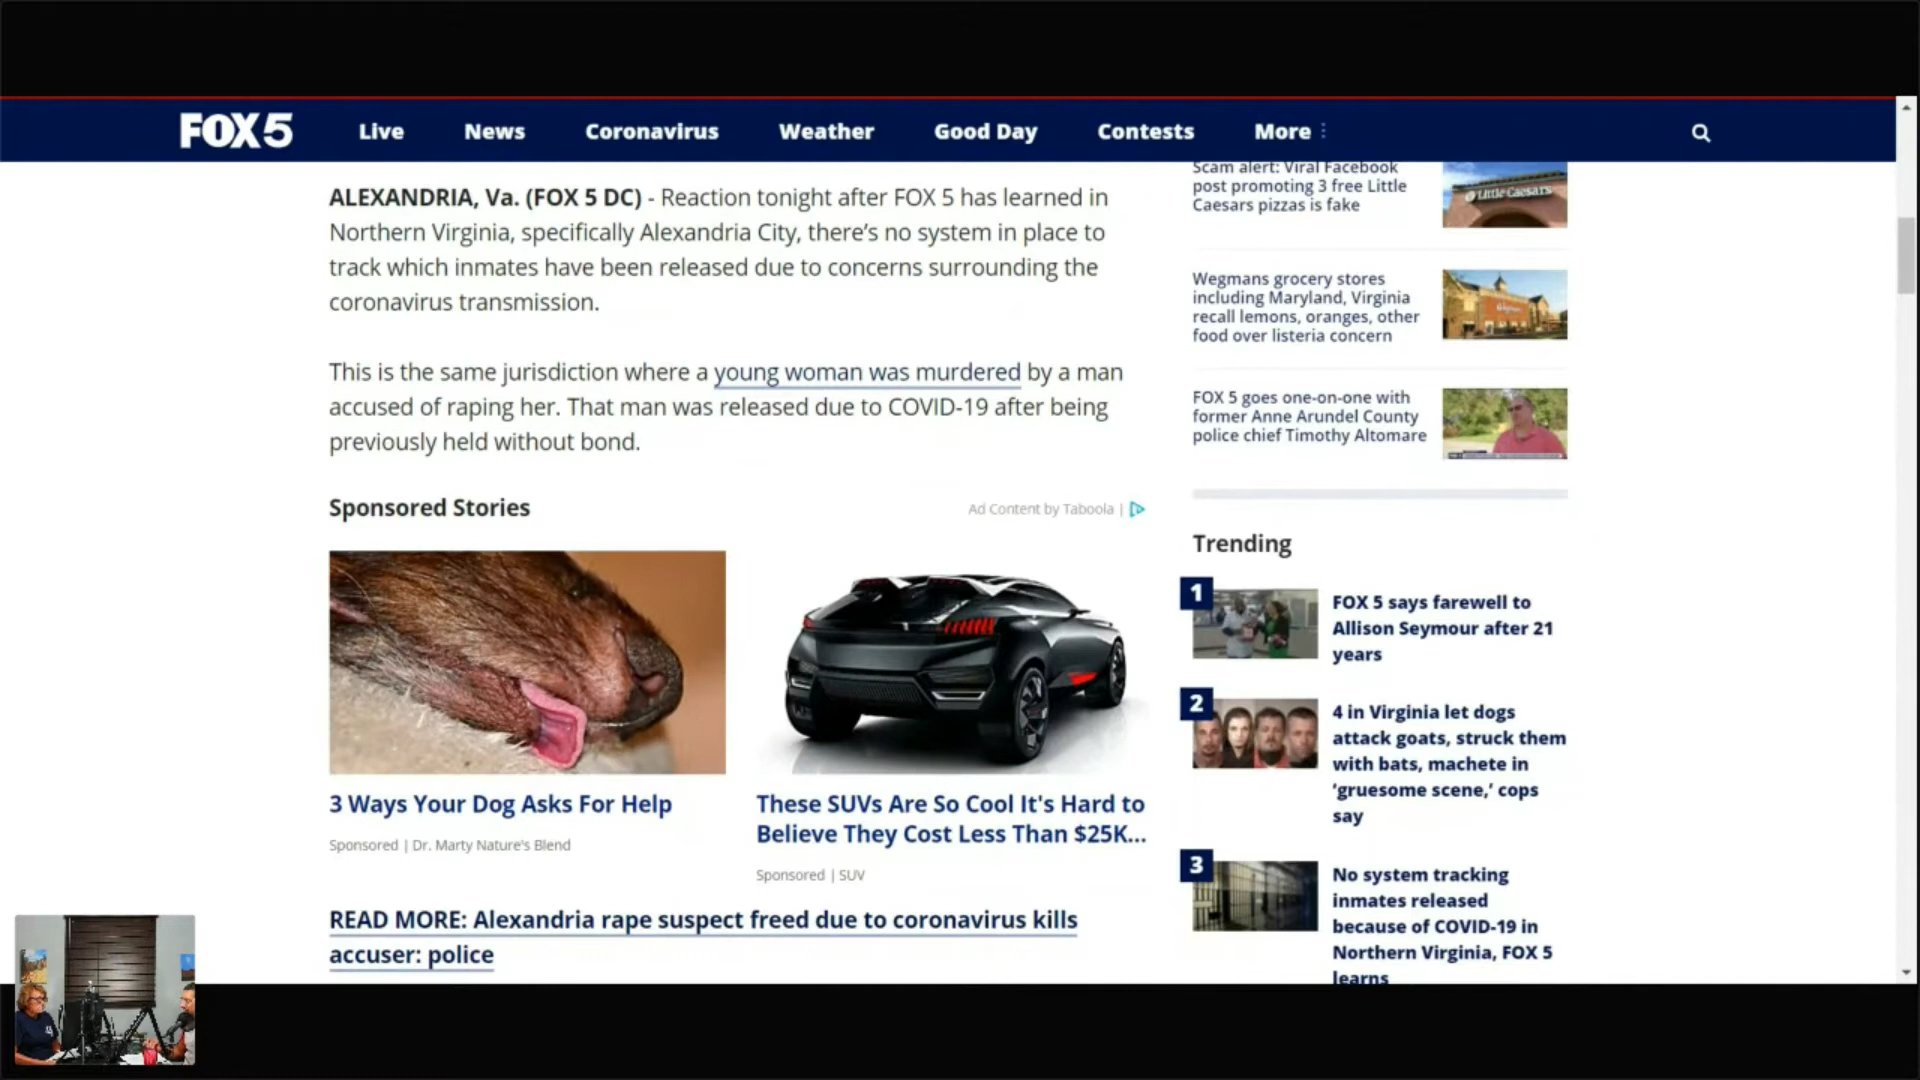 FOX 5
Live
News
Coronavirus
Weather
Good Day
Contests
More
ALEXANDRIA, Va. (FOX 5 DC) - Reaction tonight after FOX 5 has learned in
Northern Virginia, specifically Alexandria City, there's no system in place to
track which inmates have been released due to concerns surrounding the
coronavirus transmission.
This is the same jurisdiction where a young woman was murdered by a man
accused of raping her. That man was released due to COVID-19 after being
previously held without bond.
Sponsored Stories
Ad Content by Taboola |
3 Ways Your Dog Asks For Help
Sponsored | Dr. Marty Nature's Blend
These SUVs Are So Cool It's Hard to
Believe They Cost Less Than $25K...
Sponsored | SUV
READ MORE: Alexandria rape suspect freed due to coronavirus kills
accuser: police
Scam alert: Viral Facebook
post promoting 3 free Little
Caesars pizzas is fake
Little Caesars
Wegmans grocery stores
including Maryland, Virginia
recall lemons, oranges, other
food over listeria concern
FOX 5 goes one-on-one with
former Anne Arundel County
police chief Timothy Altomare
Trending
1
FOX 5 says farewell to
Allison Seymour after 21
years
2
4 in Virginia let dogs
attack goats, struck them
with bats, machete in
‘gruesome scene,’ cops
say
3
No system tracking
inmates released
because of COVID-19 in
Northern Virginia, FOX 5
learns